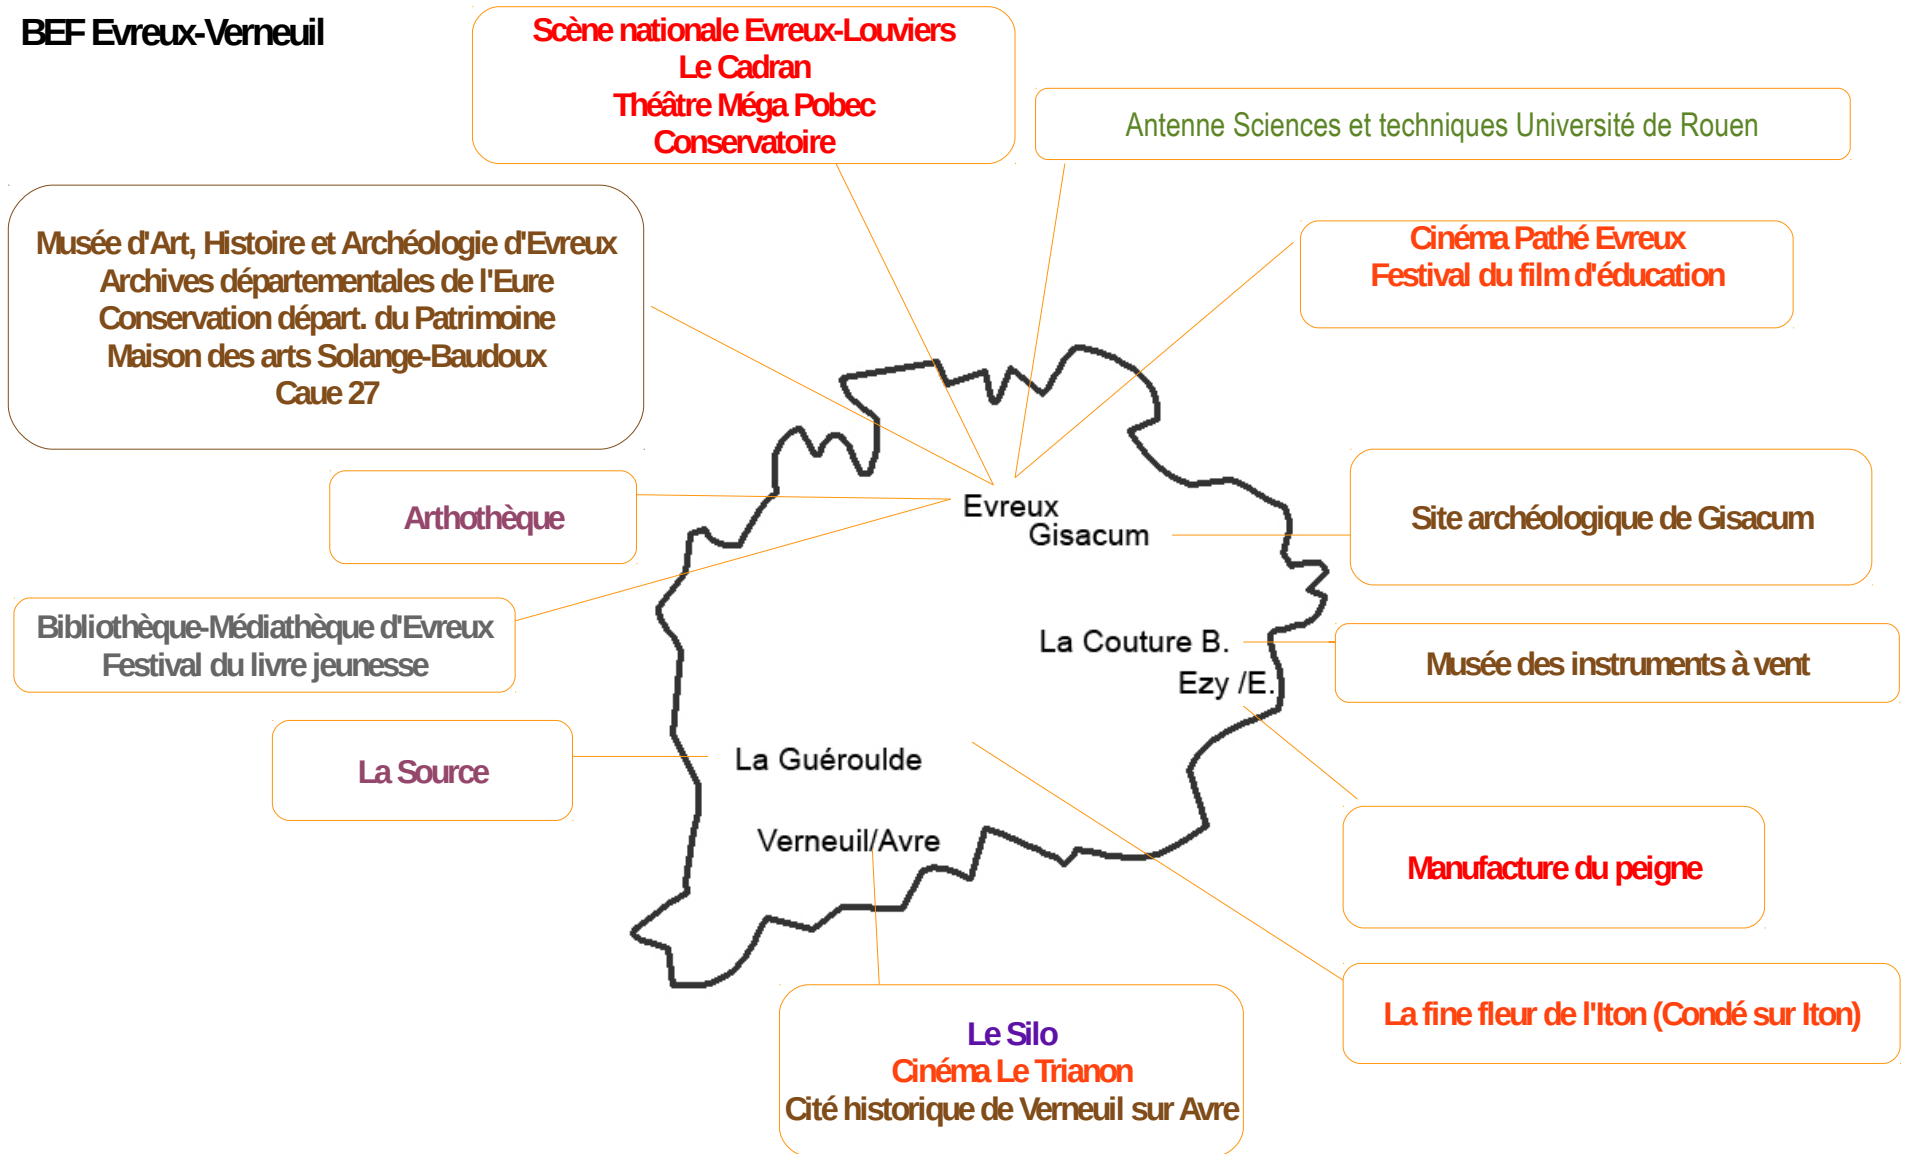 BEF Evreux-Verneuil
Scène nationale Evreux-Louviers
Le Cadran
Théâtre Méga Pobec
Conservatoire
Antenne Sciences et techniques Université de Rouen
Musée d'Art, Histoire et Archéologie d'Evreux
Archives départementales de l'Eure
Conservation départ. du Patrimoine
Maison des arts Solange-Baudoux
Caue 27
Cinéma Pathé Evreux
Festival du film d'éducation
Arthothèque
Evreux
Gisacum
Site archéologique de Gisacum
Bibliothèque-Médiathèque d'Evreux
Festival du livre jeunesse
La Couture B.
Musée des instruments à vent
Ezy /E.
La Source
La Guéroulde
Verneuil/Avre
Manufacture du peigne
La fine fleur de l'Iton (Condé sur Iton)
Le Silo
Cinéma Le Trianon
Cité historique de Verneuil sur Avre